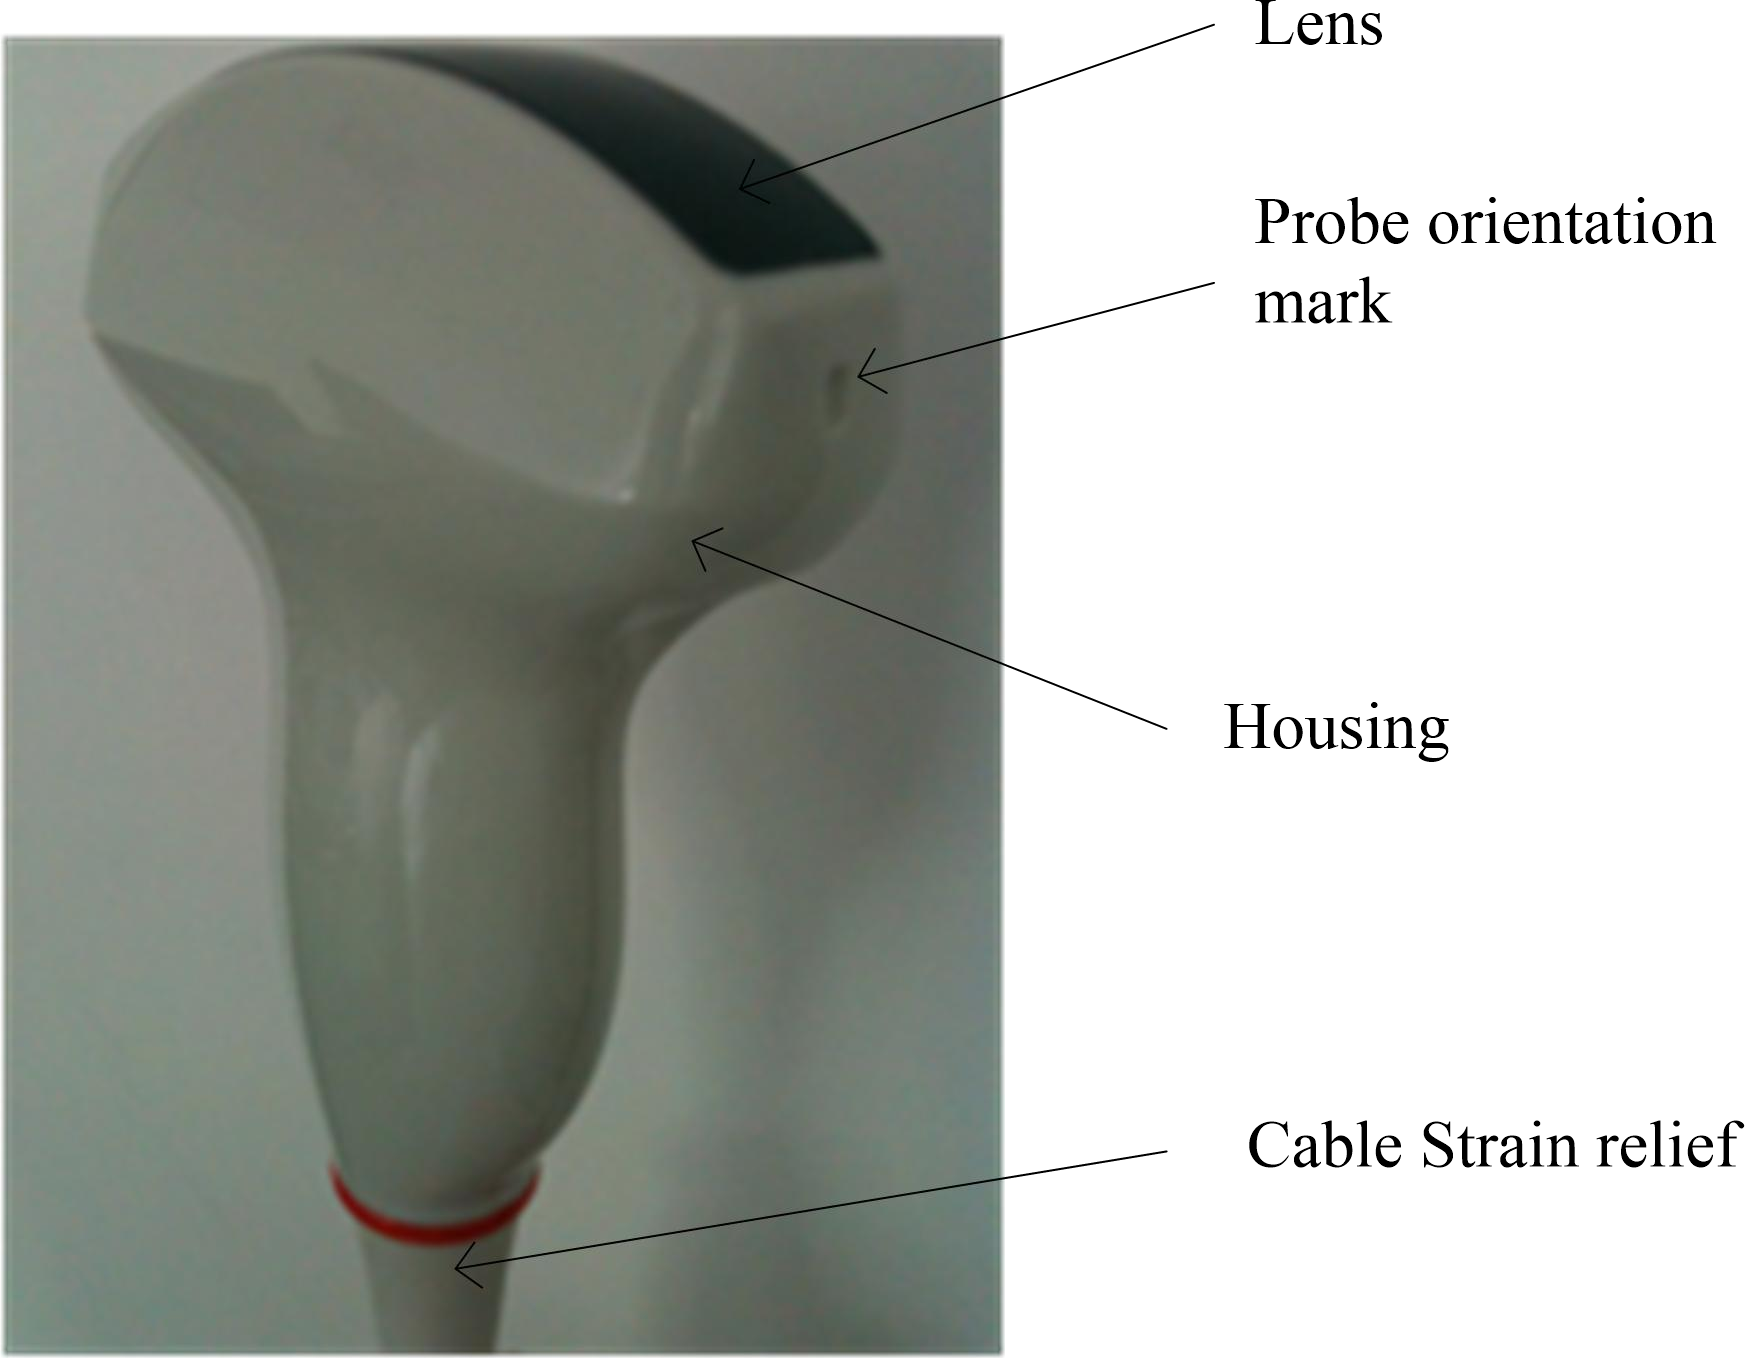 Lens
Probe orientation
mark
Housing
Cable Strain relief